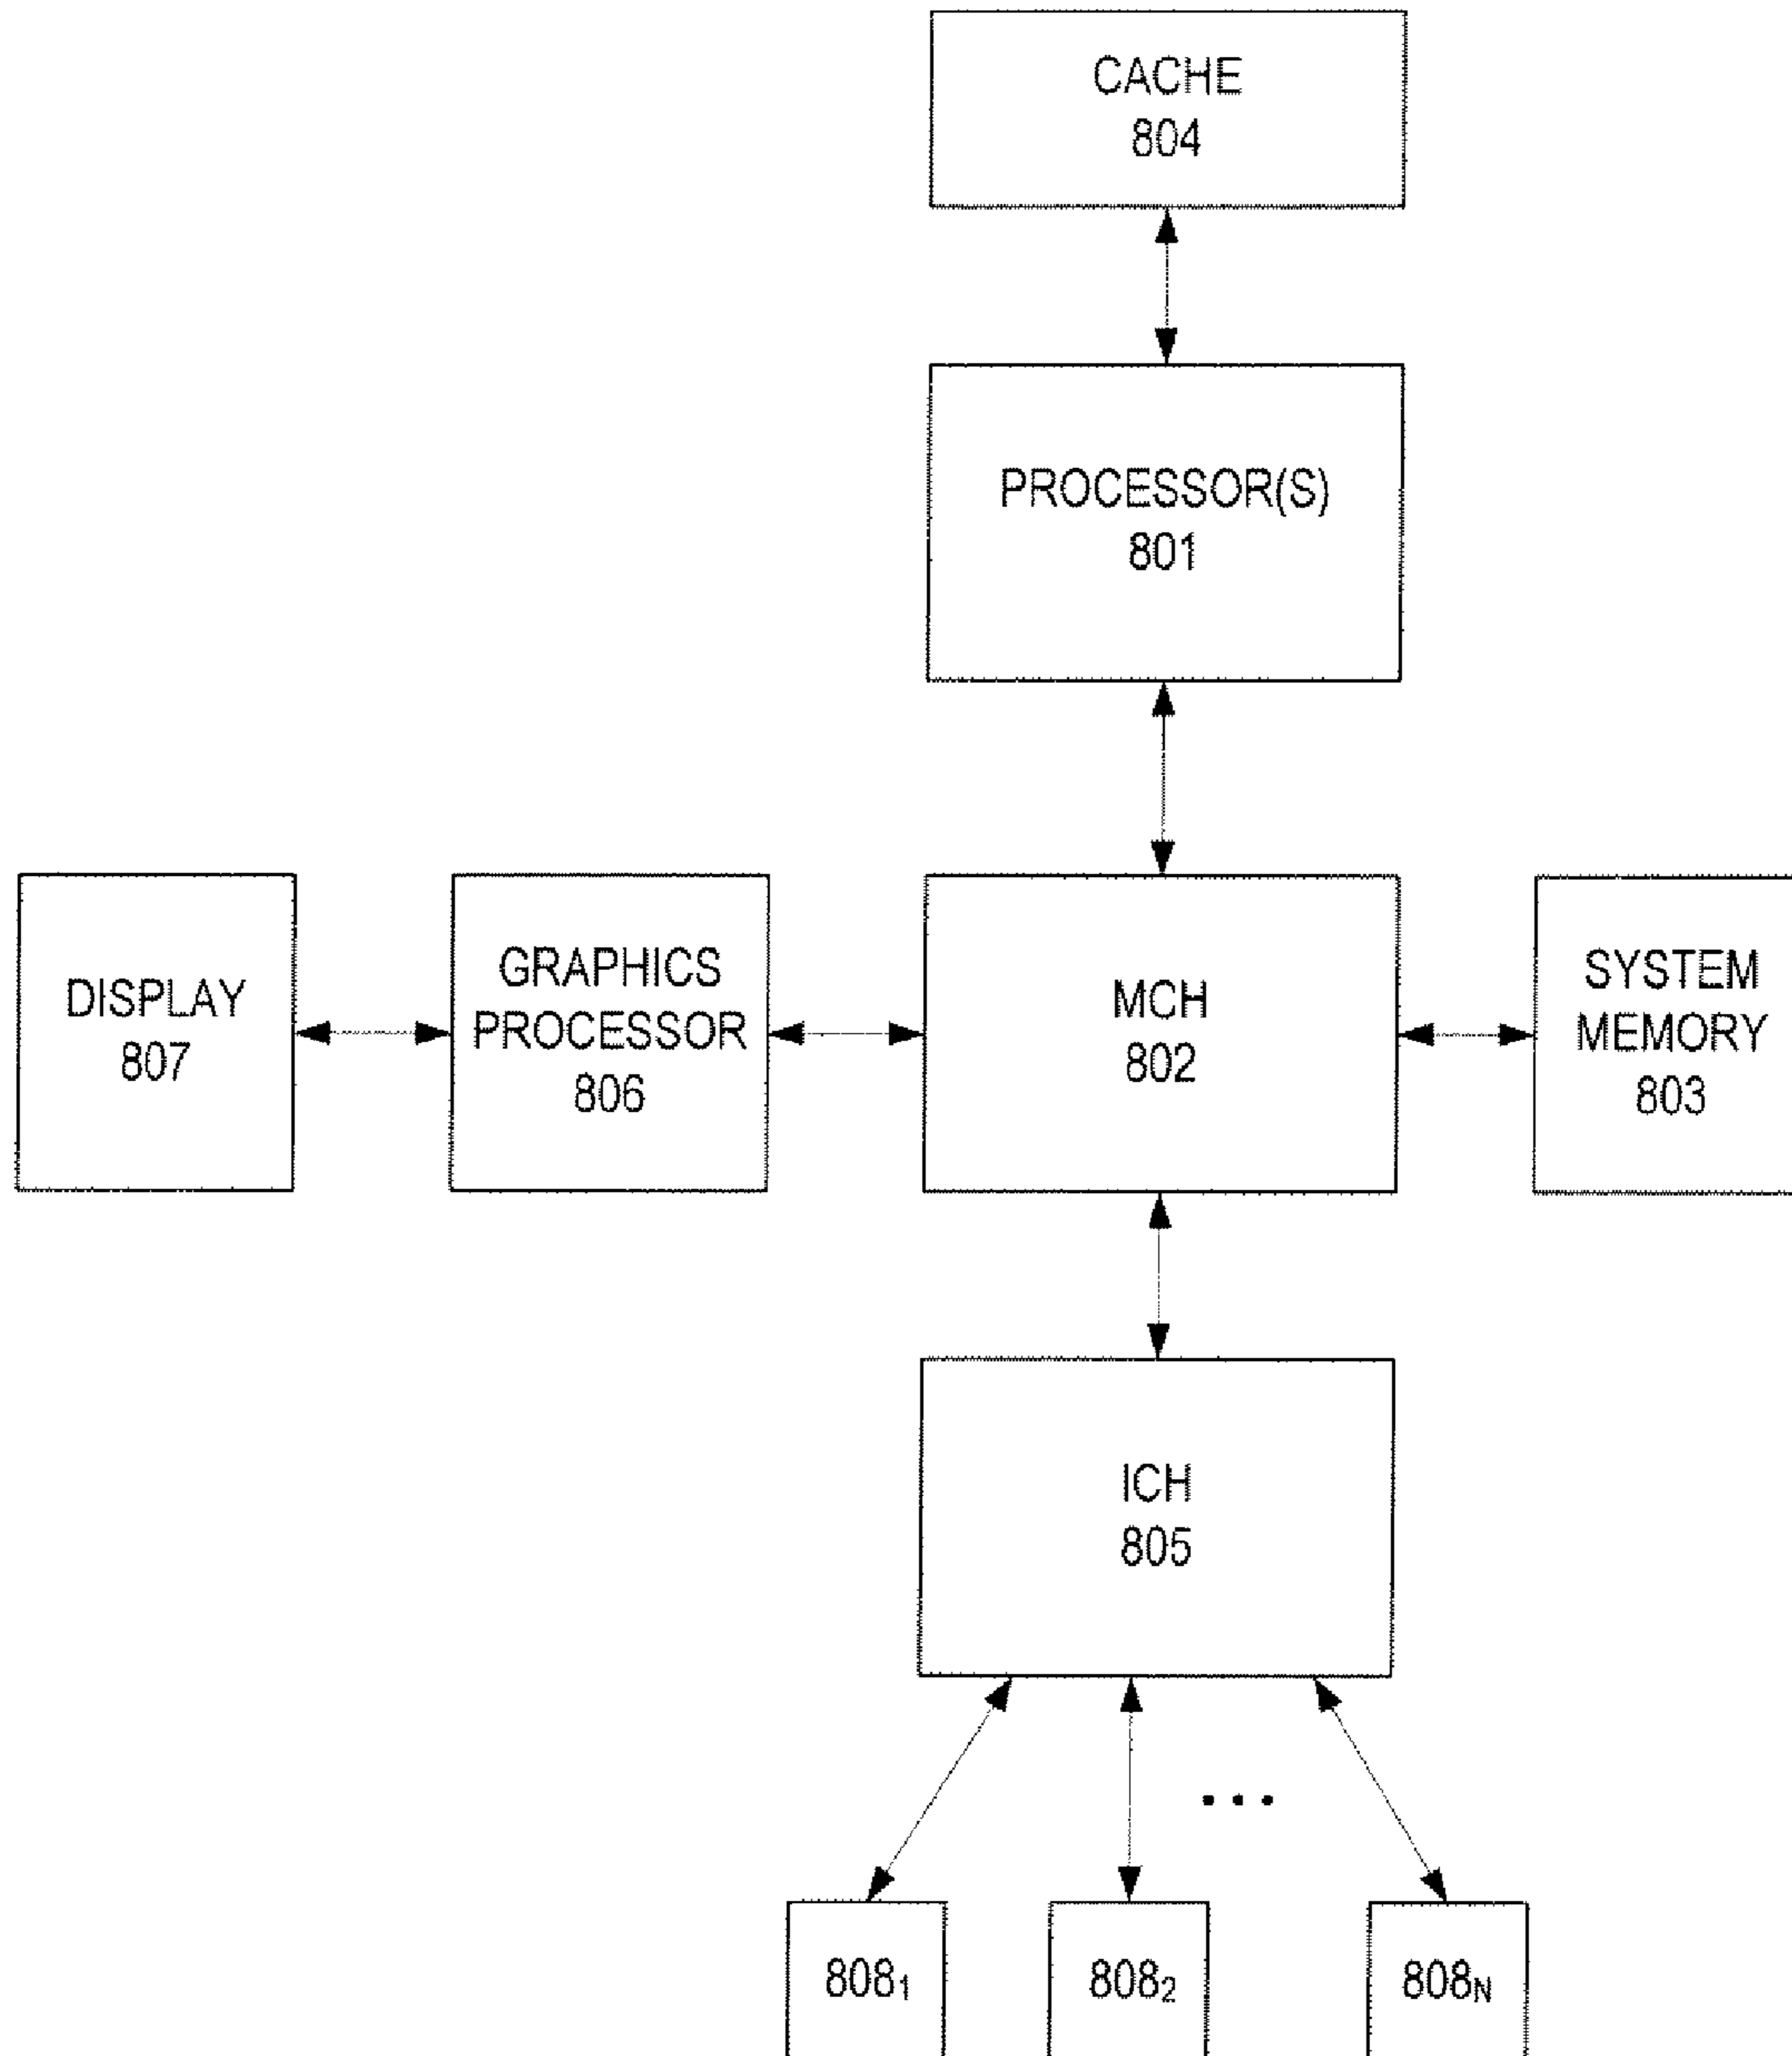 CACHE
804
PROCESSOR(S)
801
DISPLAY
807
GRAPHICS
PROCESSOR
806
MCH
802
SYSTEM
MEMORY
803
ICH
805
...
808₁
808₂
808N